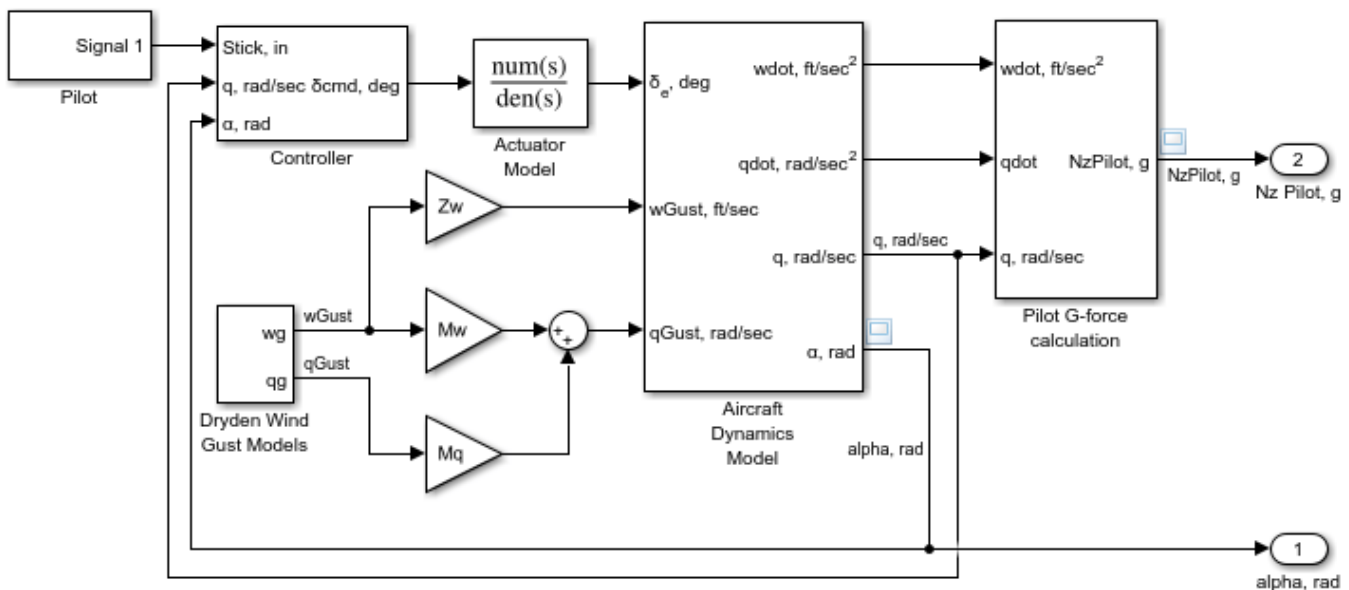 Signal 1
Pilot
Stick, in
q, rad/sec δcmd, deg
α, rad
Controller
num(s)
den(s)
Actuator
Model
Zw
Mw
Mq
wg
qg
wGust
qGust
Dryden Wind
Gust Models
+
+
δe, deg
wGust, ft/sec
qGust, rad/sec
wdot, ft/sec²
qdot, rad/sec²
q, rad/sec
α, rad
Aircraft
Dynamics
Model
q, rad/sec
alpha, rad
wdot, ft/sec²
qdot
q, rad/sec
NzPilot, g
Pilot G-force
calculation
NzPilot, g
2
Nz Pilot, g
1
alpha, rad